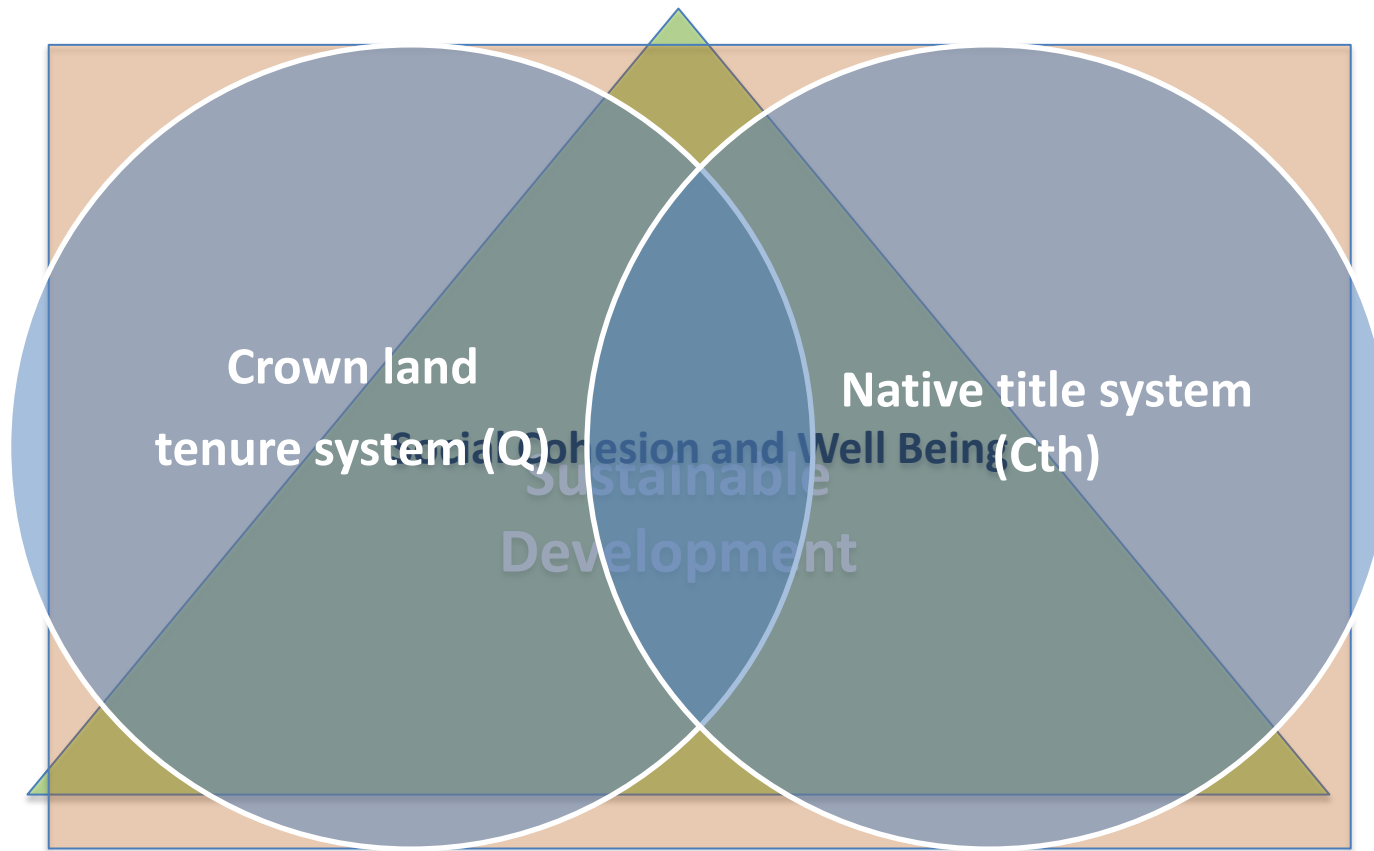 Crown land
tenure system (Q)
Native title system
(Cth)
Social Cohesion and Well Being
Sustainable
Development